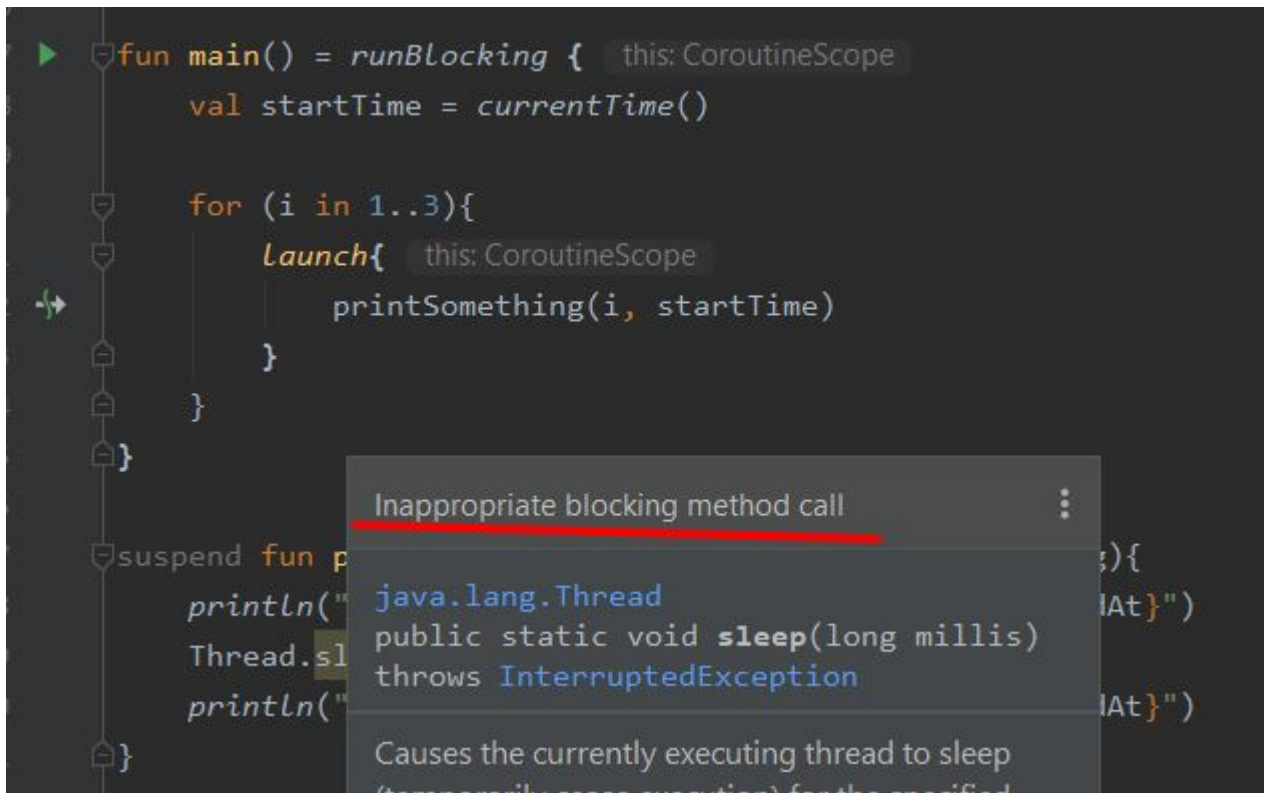 fun main() = runBlocking { this: CoroutineScope
val startTime = currentTime()
for (i in 1..3){
launch{ this: CoroutineScope
printSomething(i, startTime)
}
}
}
Inappropriate blocking method call
suspend fun p ){
java.lang.Thread
println(" At}")
public static void sleep(long millis)
Thread.sl
throws InterruptedException
println(" At}")
}
Causes the currently executing thread to sleep